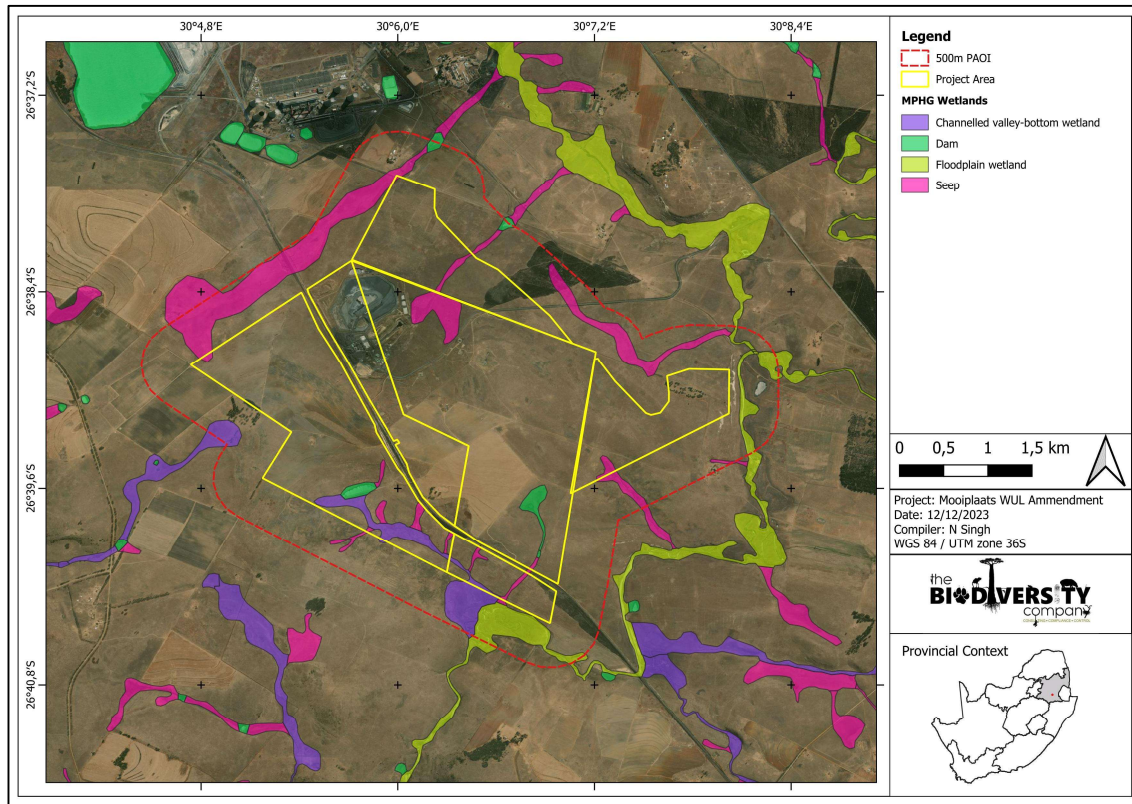 30°4,8'E
30°6,0'E
30°7,2'E
30°8,4'E
26°37,2'S
26°38,4'S
26°39,6'S
26°40,8'S
Legend
500m PAOI
Project Area
MPHG Wetlands
Channelled valley-bottom wetland
Dam
Floodplain wetland
Seep
0 0,5 1 1,5 km
Project: Mooiplaats WUL Ammendment
Date: 12/12/2023
Compiler: N Singh
WGS 84 / UTM zone 36S
the
BIODIVERSITY
company
Provincial Context